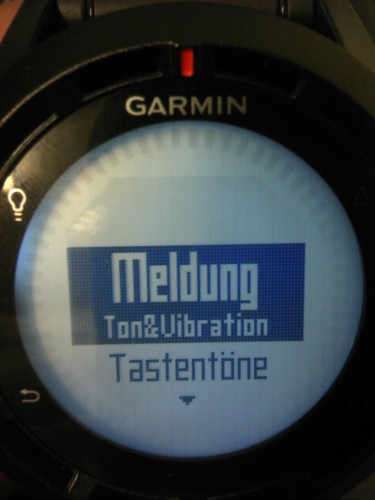 GARMIN
Meldung
Ton&Vibration
Tastentöne